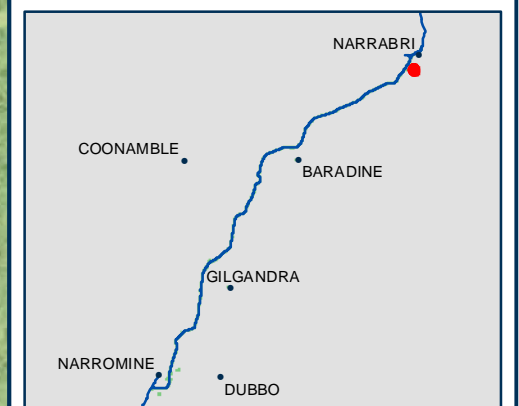 NARRABRI
COONAMBLE
BARADINE
GILGANDRA
NARROMINE
DUBBO